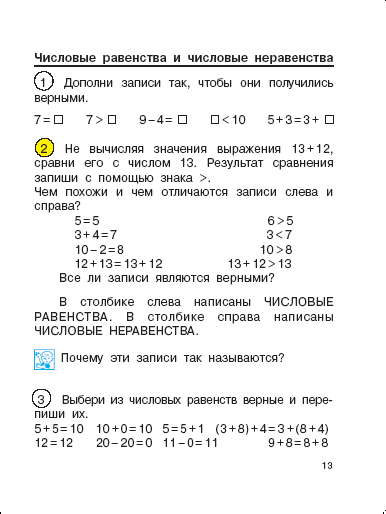 Числовые равенства и числовые неравенства
1 Дополни записи так, чтобы они получились
верными.
7 = □ 7 > □ 9 – 4 = □ □ < 10 5 + 3 = 3 + □
2 Не вычисляя значения выражения 13 + 12,
сравни его с числом 13. Результат сравнения
запиши с помощью знака >.
Чем похожи и чем отличаются записи слева и
справа?
5 = 5 6 > 5
3 + 4 = 7 3 < 7
10 – 2 = 8 10 > 8
12 + 13 = 13 + 12 13 + 12 > 13
Все ли записи являются верными?
В столбике слева написаны ЧИСЛОВЫЕ
РАВЕНСТВА. В столбике справа написаны
ЧИСЛОВЫЕ НЕРАВЕНСТВА.
Почему эти записи так называются?
3 Выбери из числовых равенств верные и пере-
пиши их.
5 + 5 = 10 10 + 0 = 10 5 = 5 + 1 (3 + 8) + 4 = 3 + (8 + 4)
12 = 12 20 – 20 = 0 11 – 0 = 11 9 + 8 = 8 + 8
13